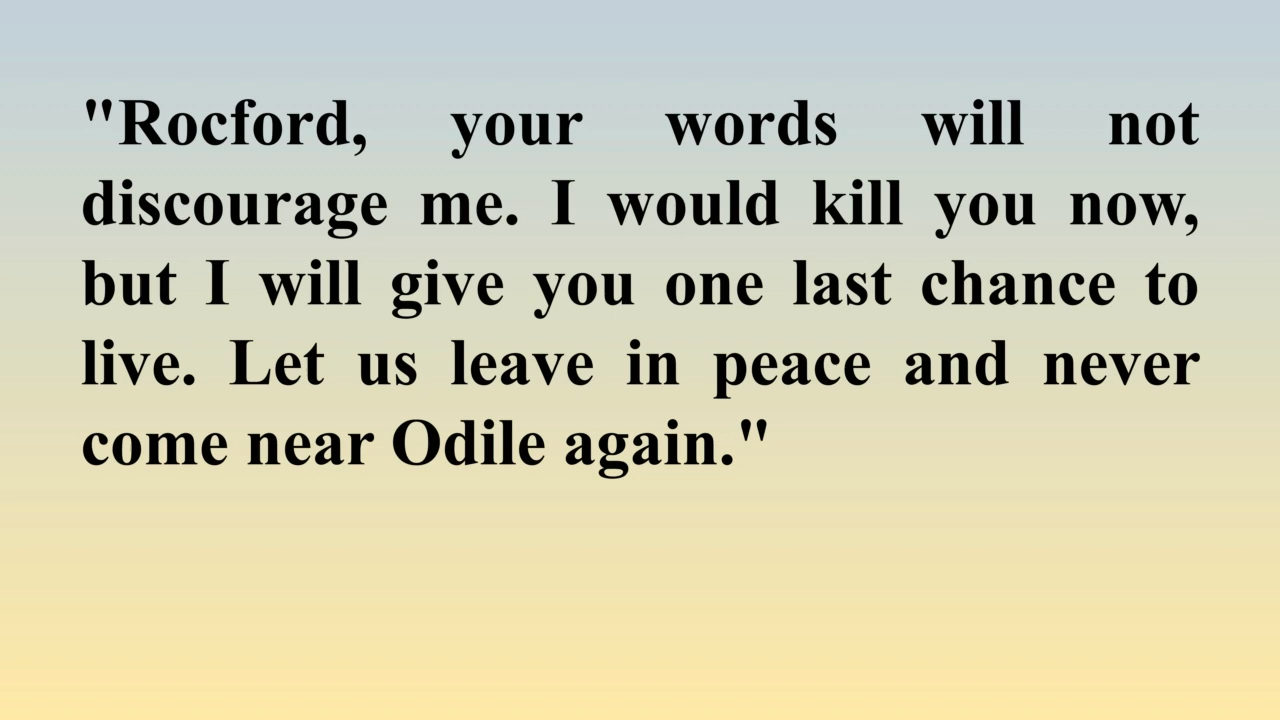 "Rocford, your words will not
discourage me. I would kill you now,
but I will give you one last chance to
live. Let us leave in peace and never
come near Odile again."